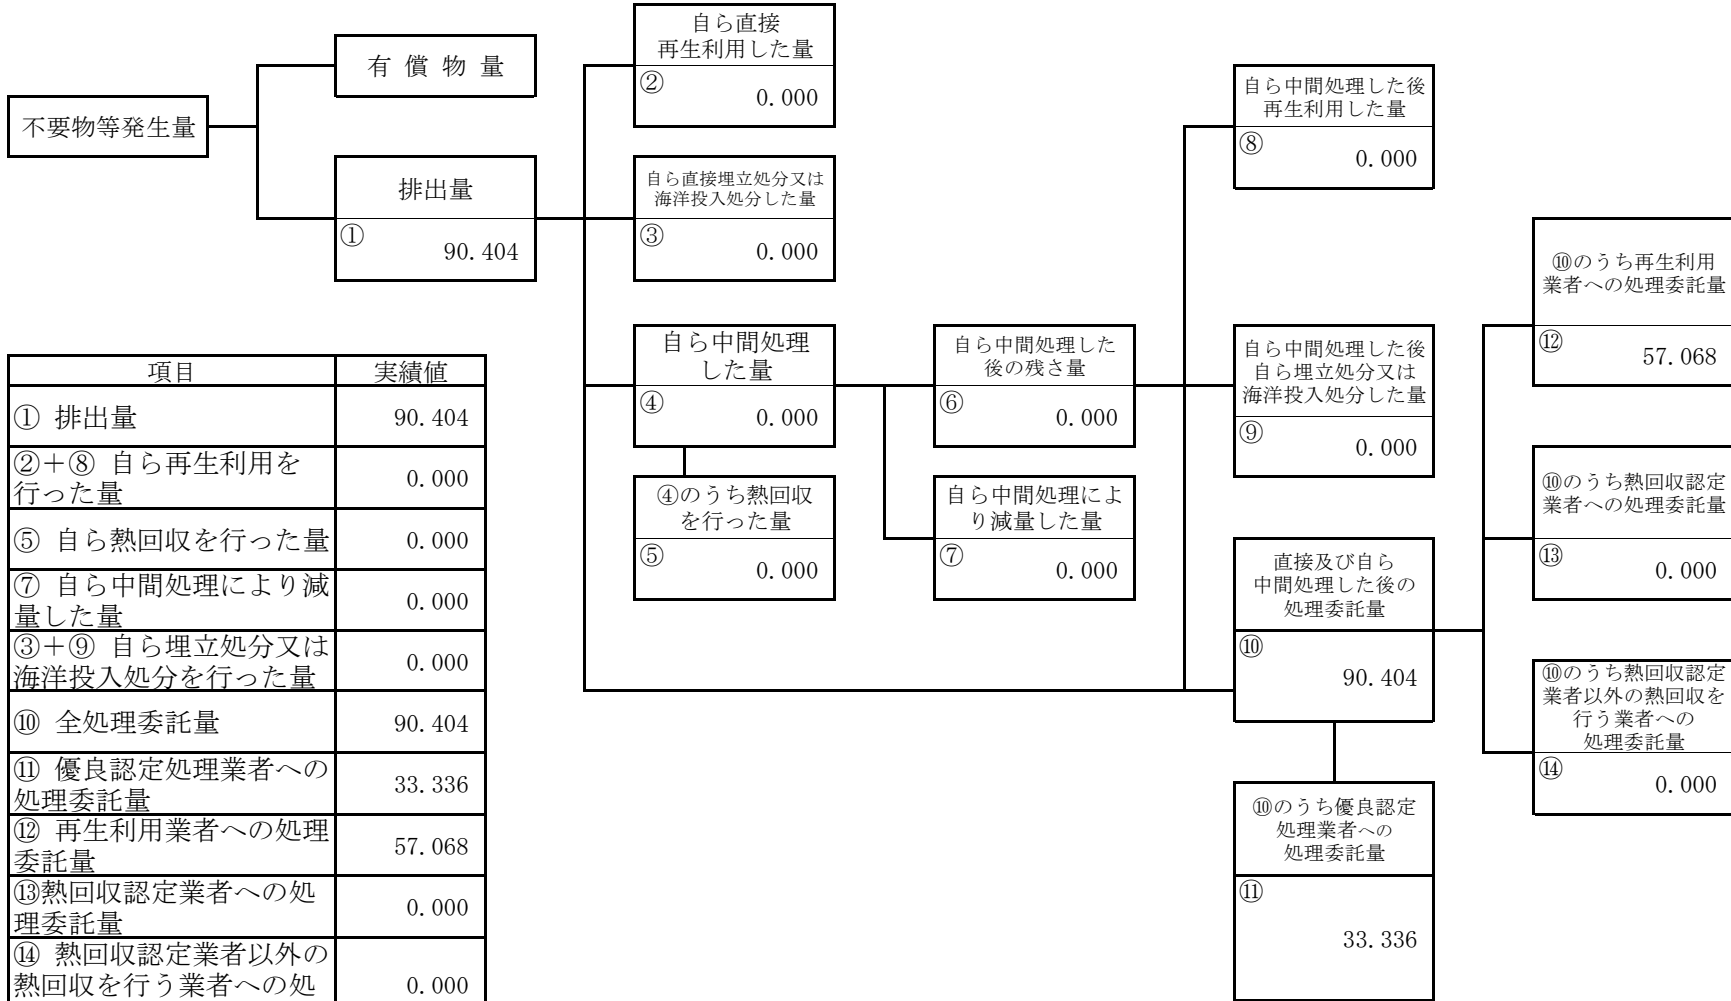 不要物等発生量
有 償 物 量
排出量
①
90.404
自ら直接
再生利用した量
②
0.000
自ら直接埋立処分又は
海洋投入処分した量
③
0.000
自ら中間処理
した量
④
0.000
④のうち熱回収
を行った量
⑤
0.000
自ら中間処理した
後の残さ量
⑥
0.000
自ら中間処理によ
り減量した量
⑦
0.000
自ら中間処理した後
再生利用した量
⑧
0.000
自ら中間処理した後
自ら埋立処分又は
海洋投入処分した量
⑨
0.000
直接及び自ら
中間処理した後の
処理委託量
⑩
90.404
⑩のうち優良認定
処理業者への
処理委託量
⑪
33.336
⑩のうち再生利用
業者への処理委託量
⑫
57.068
⑩のうち熱回収認定
業者への処理委託量
⑬
0.000
⑩のうち熱回収認定
業者以外の熱回収を
行う業者への
処理委託量
⑭
0.000
項目 実績値
① 排出量 90.404
②＋⑧ 自ら再生利用を
行った量 0.000
⑤ 自ら熱回収を行った量 0.000
⑦ 自ら中間処理により減
量した量 0.000
③＋⑨ 自ら埋立処分又は
海洋投入処分を行った量 0.000
⑩ 全処理委託量 90.404
⑪ 優良認定処理業者への
処理委託量 33.336
⑫ 再生利用業者への処理
委託量 57.068
⑬熱回収認定業者への処
理委託量 0.000
⑭ 熱回収認定業者以外の
熱回収を行う業者への処 0.000